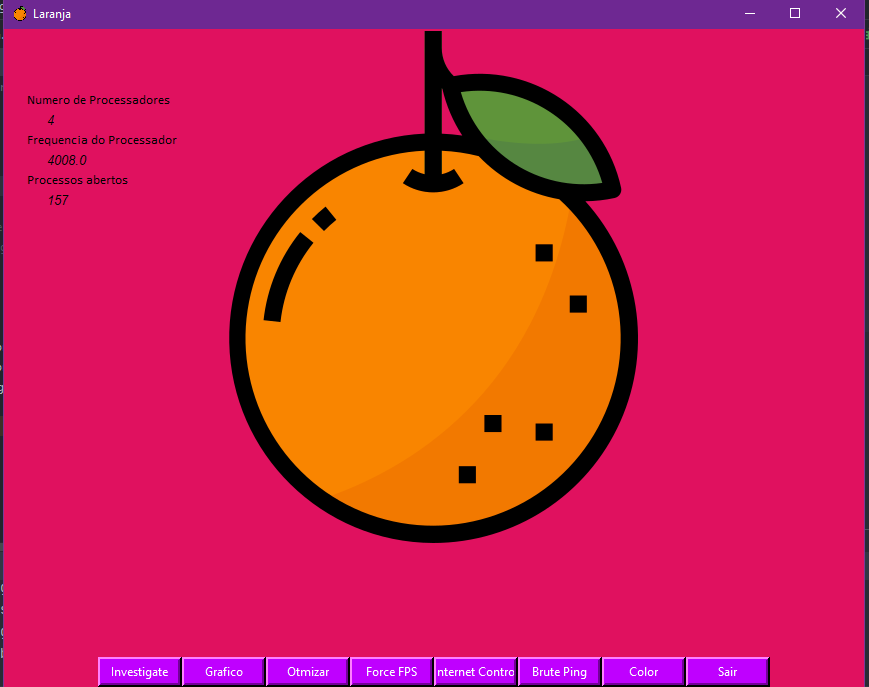 Laranja
Numero de Processadores
4
Frequencia do Processador
4008.0
Processos abertos
157
Investigate
Grafico
Otmizar
Force FPS
nternet Contro
Brute Ping
Color
Sair